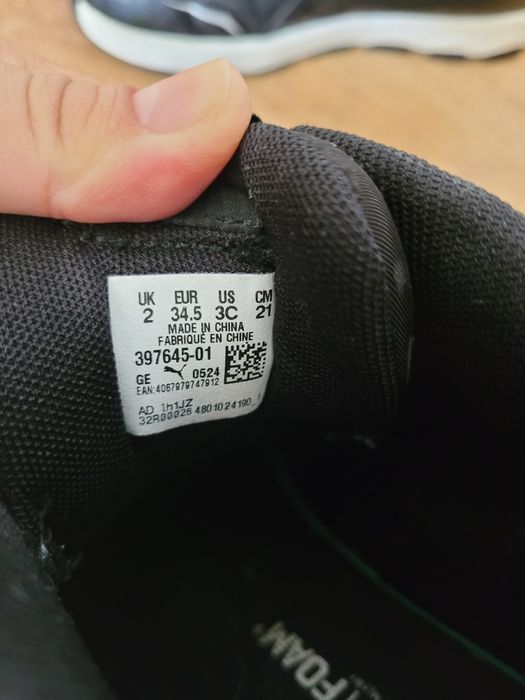 UK EUR US CM
2 34.5 3C 21
MADE IN CHINA
FABRIQUÉ EN CHINE
397645-01
GE 0524
EAN:4067979747912
AD 1h1JZ
32R00028 4801024190